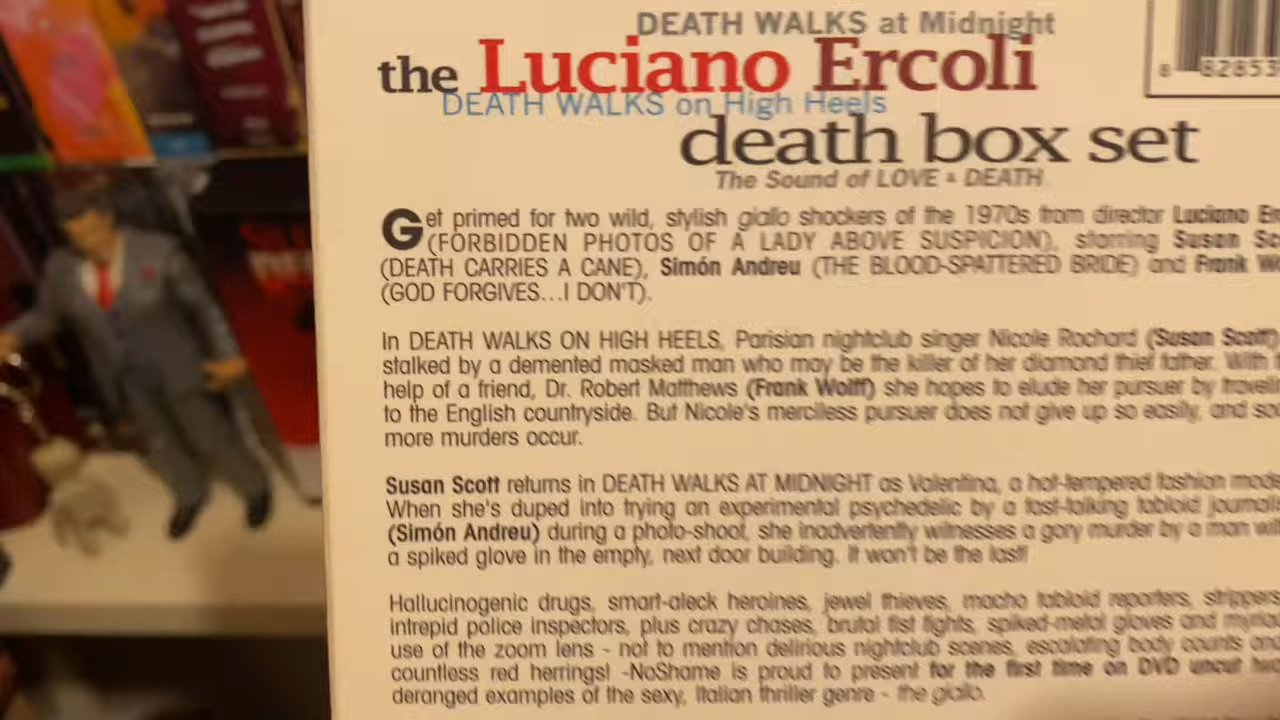 DEATH WALKS at Midnight
the Luciano Ercoli
DEATH WALKS on High Heels
death box set
The Sound of LOVE & DEATH
8 82853
Get primed for two wild, stylish giallo shockers of the 1970s from director Luciano
(FORBIDDEN PHOTOS OF A LADY ABOVE SUSPICION), starring Susan
(DEATH CARRIES A CANE), Simón Andreu (THE BLOOD-SPATTERED BRIDE) and Frank
(GOD FORGIVES...I DON'T).
In DEATH WALKS ON HIGH HEELS, Parisian nightclub singer Nicole Rochard (Susan Scott)
stalked by a demented masked man who may be the killer of her diamond thief father. With
help of a friend, Dr. Robert Matthews (Frank Wolff) she hopes to elude her pursuer by
to the English countryside. But Nicole's merciless pursuer does not give up so easily, and
more murders occur.
Susan Scott returns in DEATH WALKS AT MIDNIGHT as Valentina, a hot-tempered fashion
When she's duped into trying an experimental psychedelic by a fast-talking tabloid
(Simón Andreu) during a photo-shoot, she inadvertently witnesses a gory murder by a man
a spiked glove in the empty, next door building. It won't be the last!
Hallucinogenic drugs, smart-aleck heroines, jewel thieves, macho tabloid reporters, strippers,
intrepid police inspectors, plus crazy chases, brutal fist fights, spiked-metal gloves and
use of the zoom lens - not to mention delirious nightclub scenes, escalating body counts and
countless red herrings! -NoShame is proud to present for the first time on DVD uncut
deranged examples of the sexy, Italian thriller genre - the giallo.